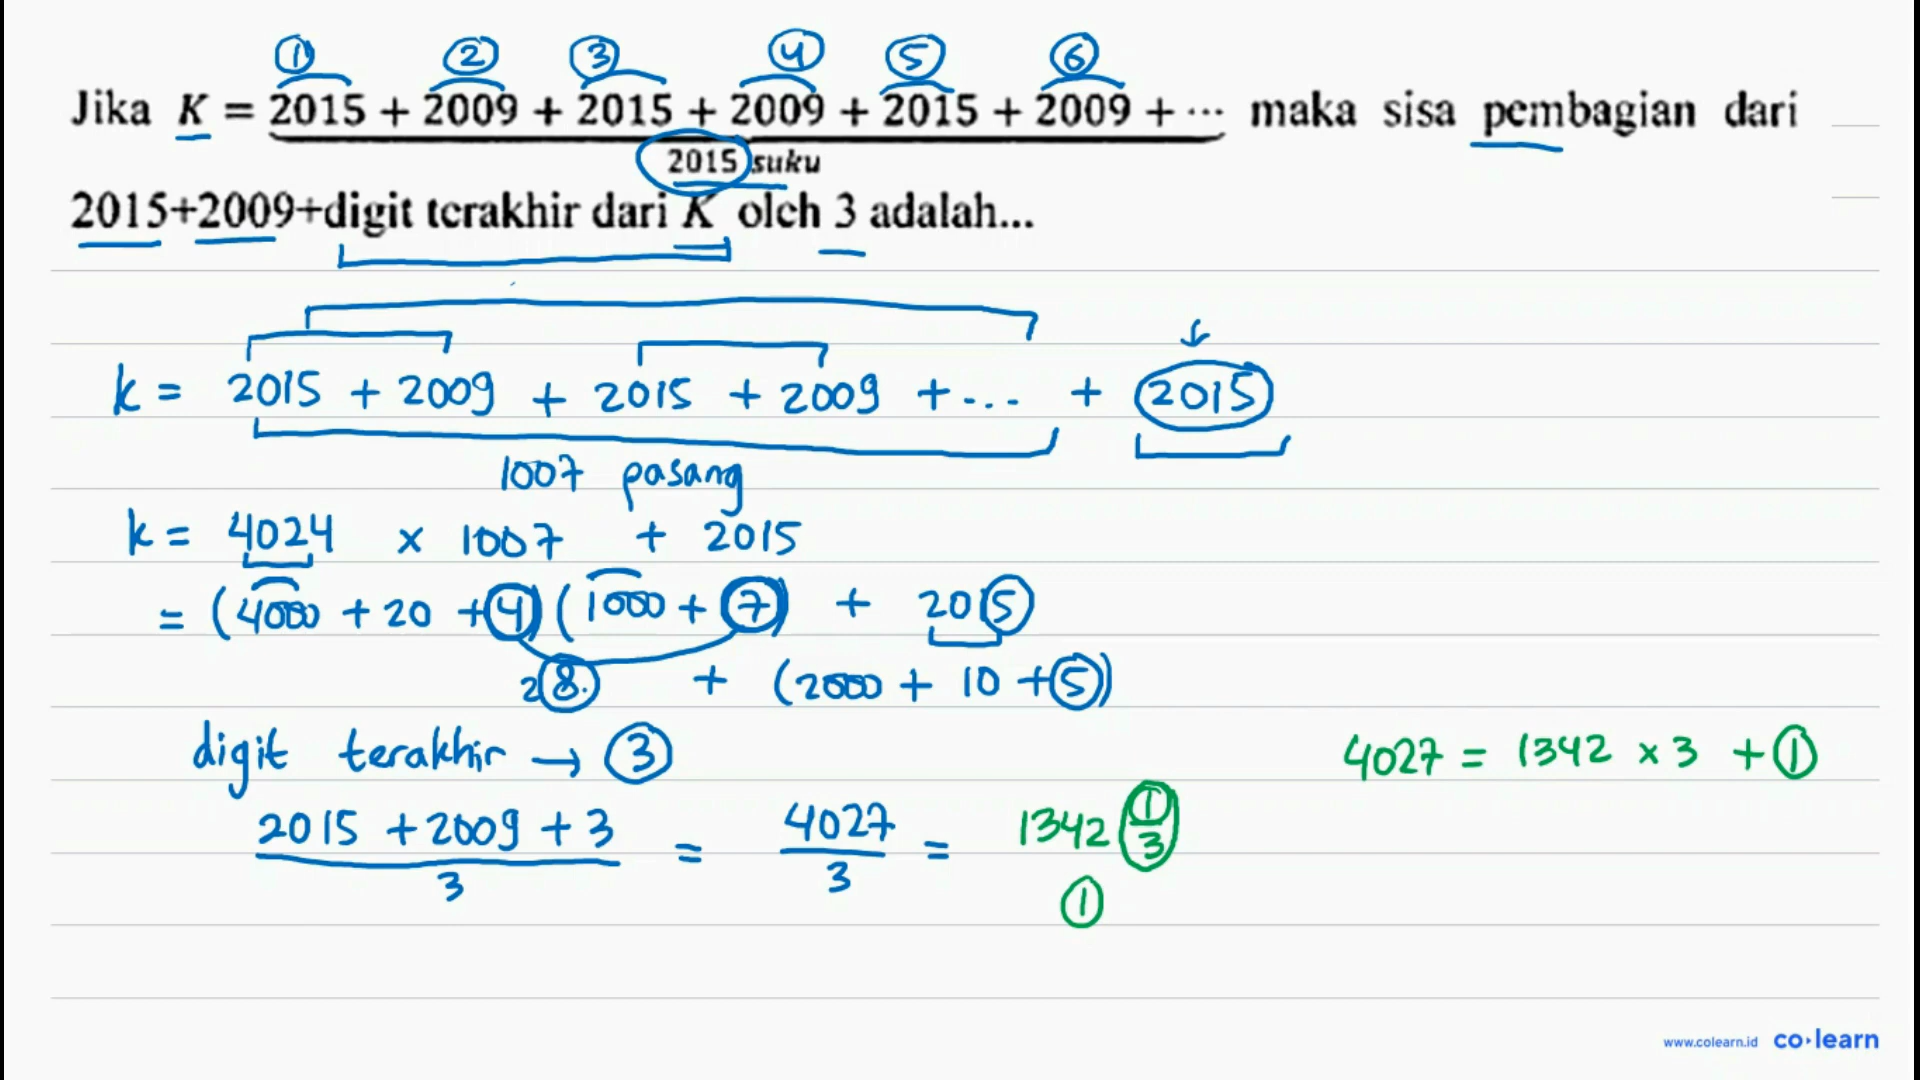 ① ② ③ ④ ⑤ ⑥
Jika K = 2015 + 2009 + 2015 + 2009 + 2015 + 2009 + ··· maka sisa pembagian dari
2015 suku
2015+2009+digit terakhir dari K oleh 3 adalah...
k = 2015 + 2009 + 2015 + 2009 + ... + 2015
1007 pasang
k = 4024 x 1007 + 2015
= (4000 + 20 + 4) (1000 + 7) + 2015
28. + (2000 + 10 + 5)
digit terakhir → 3
4027 = 1342 x 3 + 1
2015 + 2009 + 3 / 3 = 4027 / 3 = 1342 1/3
1
www.colearn.id co·learn